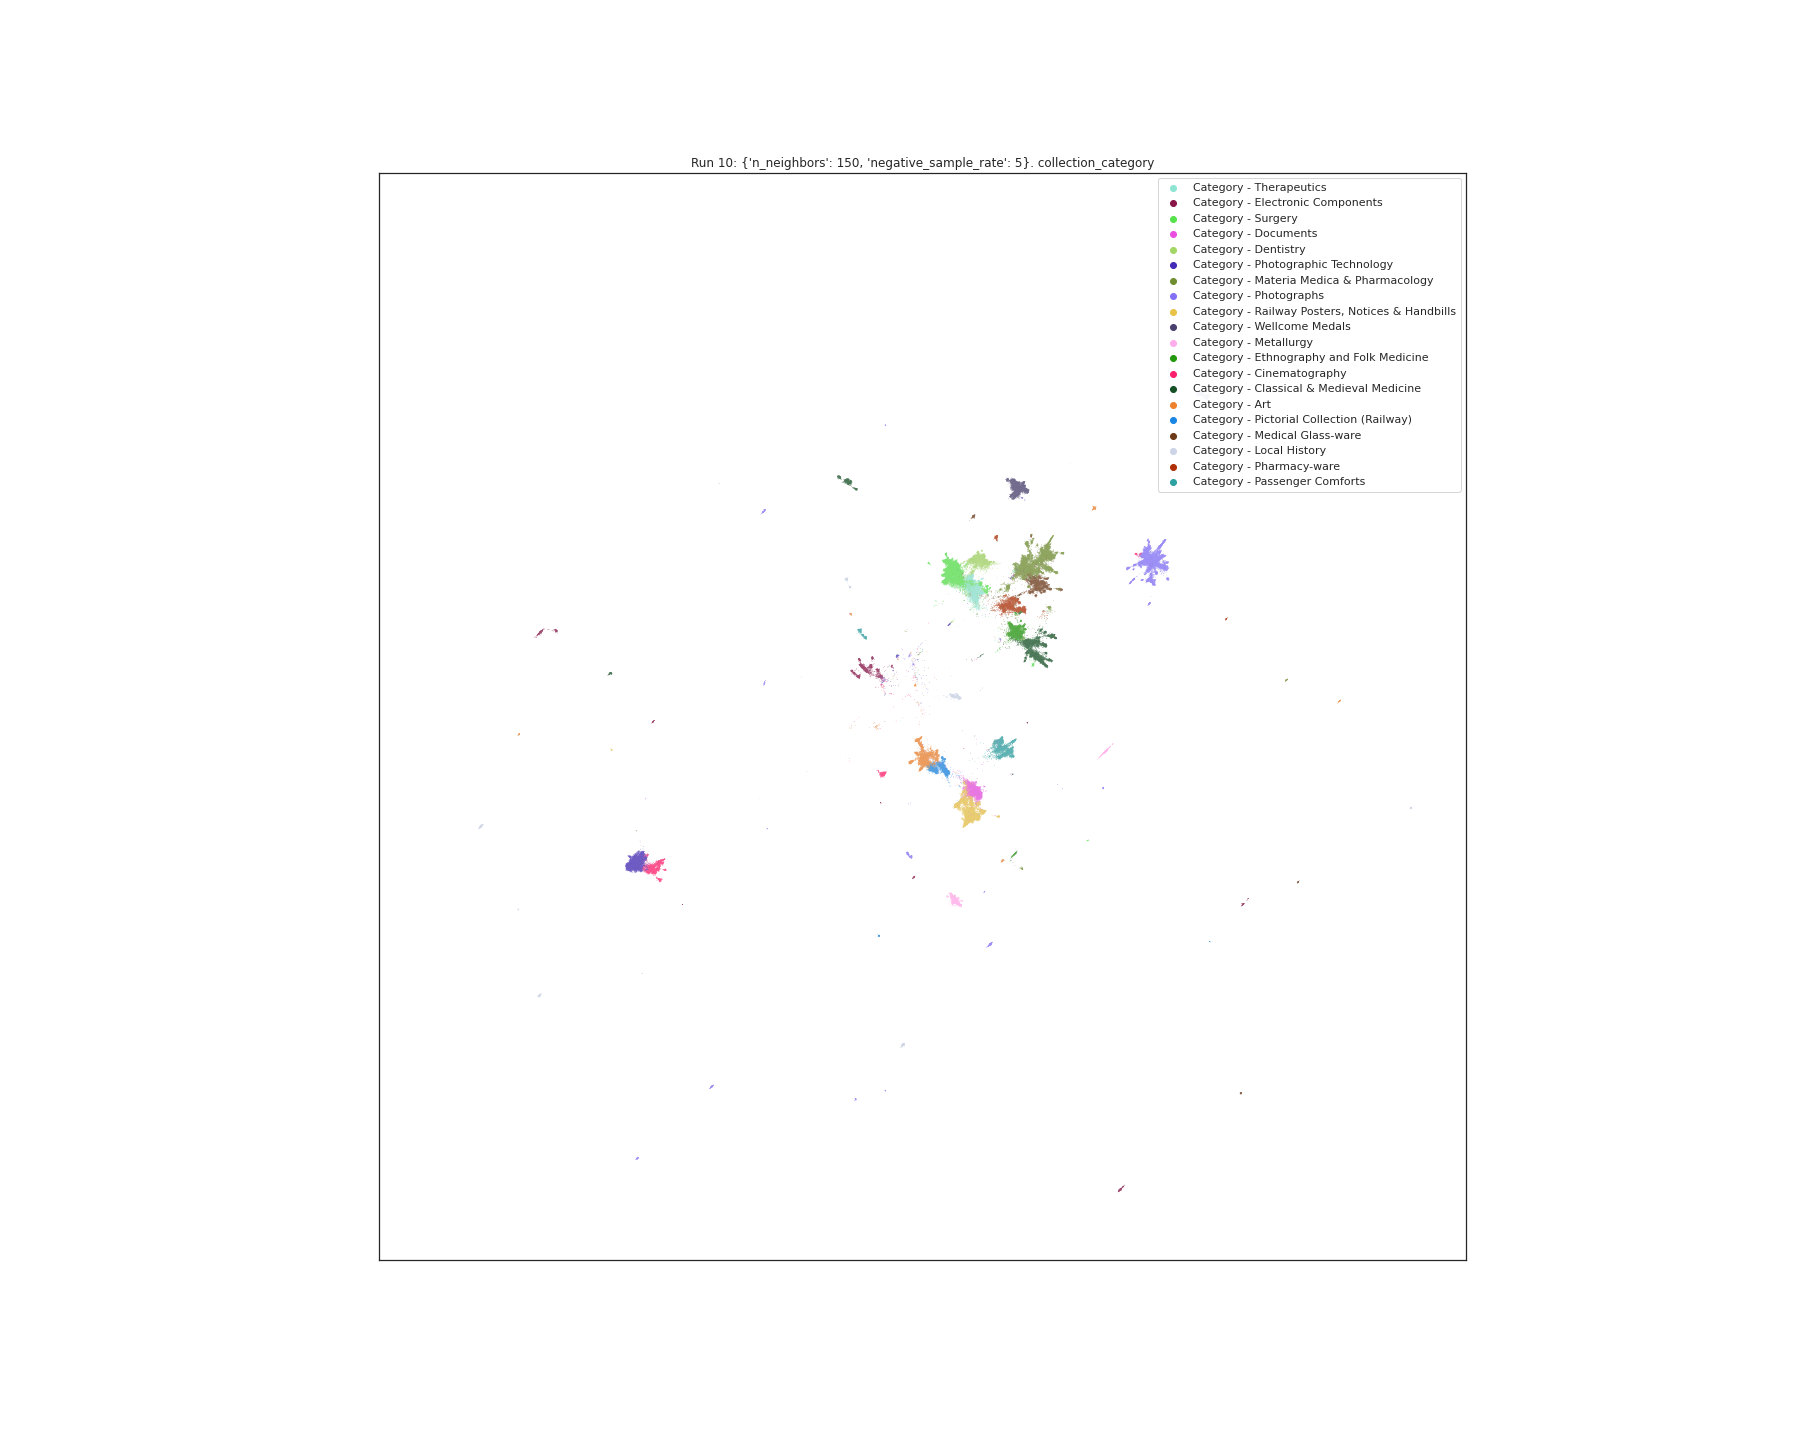 Run 10: {'n_neighbors': 150, 'negative_sample_rate': 5}. collection_category
Category - Therapeutics
Category - Electronic Components
Category - Surgery
Category - Documents
Category - Dentistry
Category - Photographic Technology
Category - Materia Medica & Pharmacology
Category - Photographs
Category - Railway Posters, Notices & Handbills
Category - Wellcome Medals
Category - Metallurgy
Category - Ethnography and Folk Medicine
Category - Cinematography
Category - Classical & Medieval Medicine
Category - Art
Category - Pictorial Collection (Railway)
Category - Medical Glass-ware
Category - Local History
Category - Pharmacy-ware
Category - Passenger Comforts